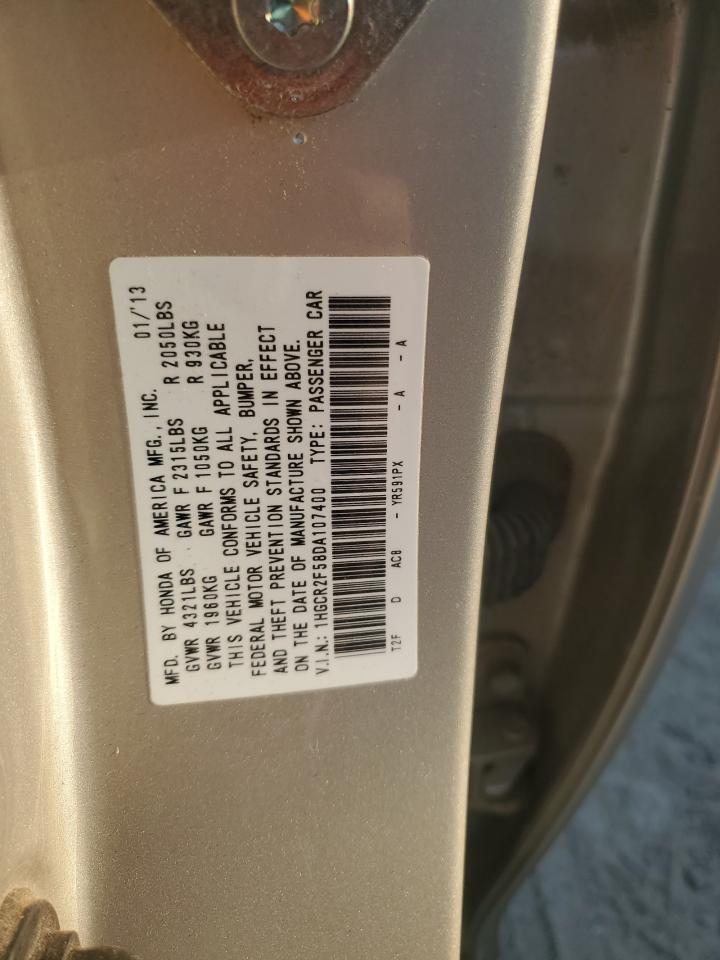 MFD. BY HONDA OF AMERICA MFG., INC. 01/'13
GVWR 4321LBS GAWR F 2315LBS R 2050LBS
GVWR 1960KG GAWR F 1050KG R 930KG
THIS VEHICLE CONFORMS TO ALL APPLICABLE
FEDERAL MOTOR VEHICLE SAFETY, BUMPER,
AND THEFT PREVENTION STANDARDS IN EFFECT
ON THE DATE OF MANUFACTURE SHOWN ABOVE.
V.I.N.: 1HGCR2F58DA107400 TYPE: PASSENGER CAR
T2F D AC8 - YR591PX - A - A